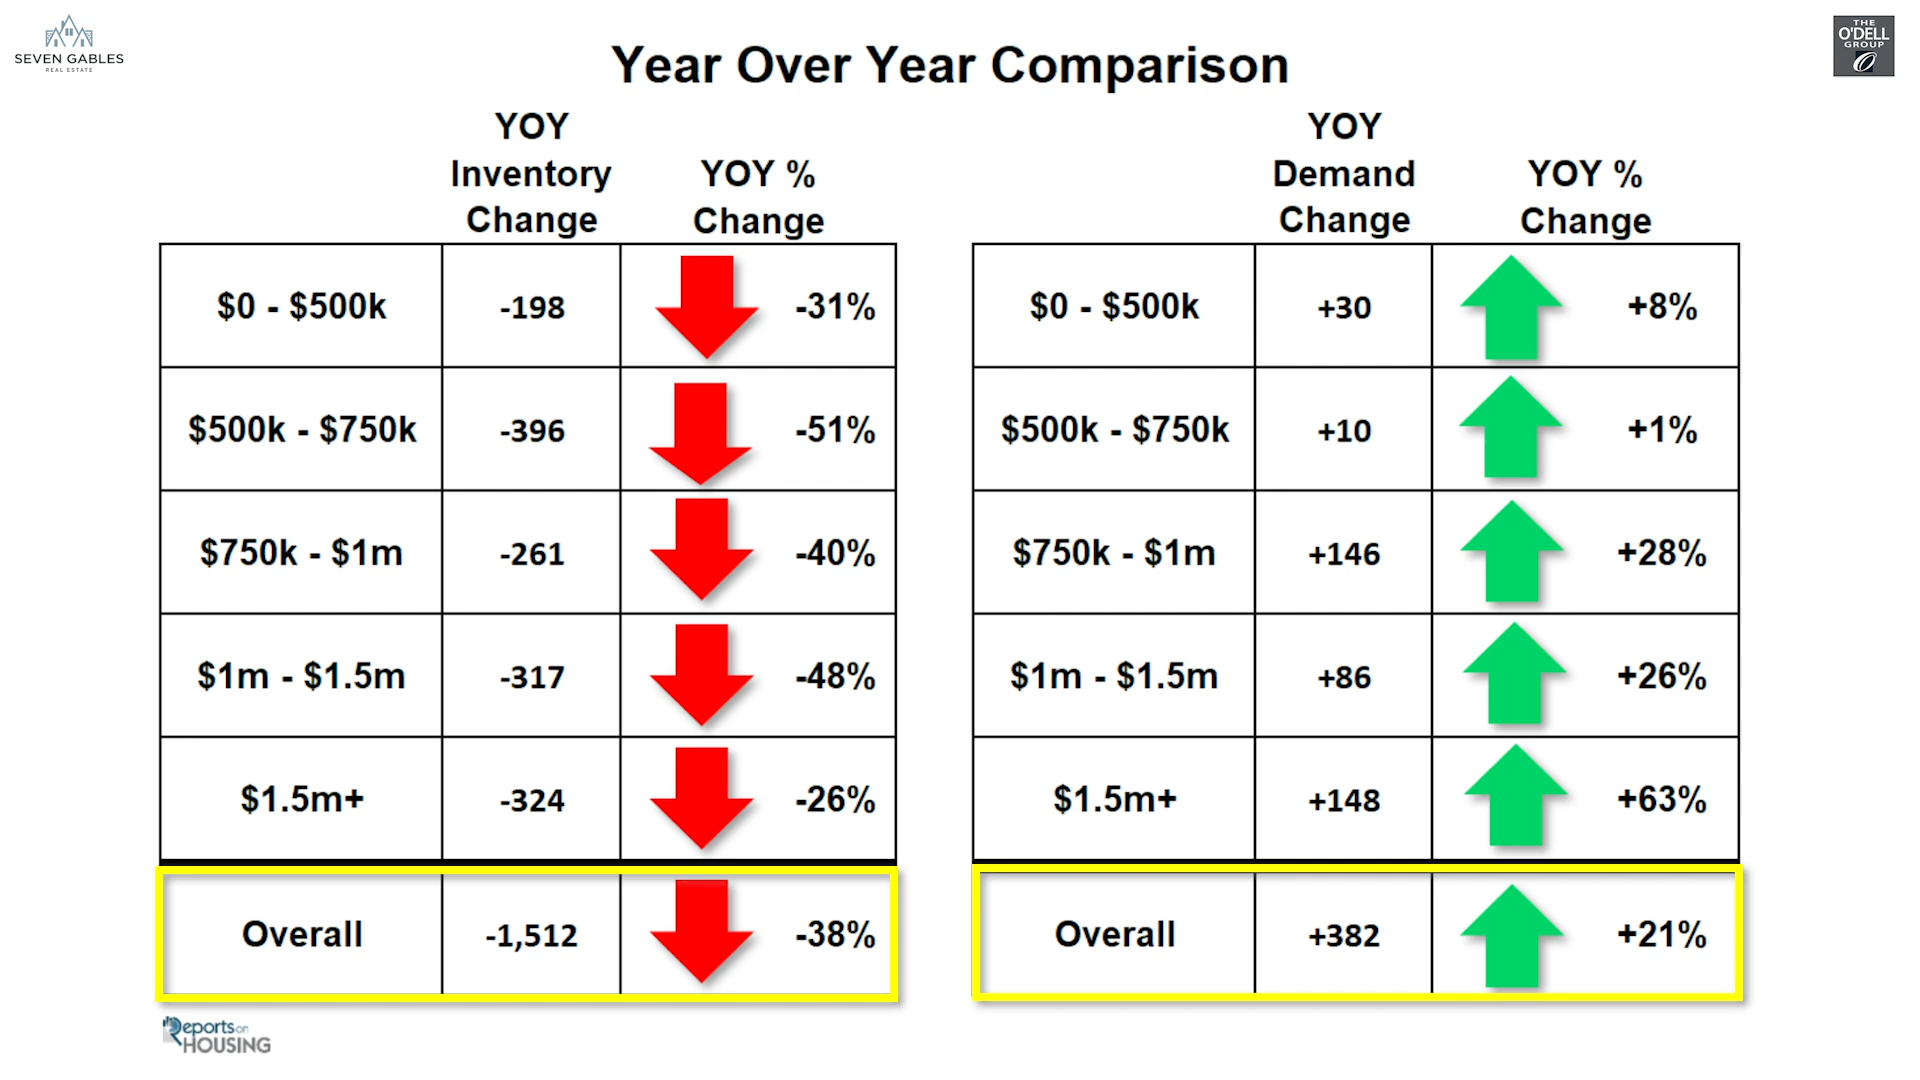 SEVEN GABLES
REAL ESTATE
THE
O'DELL
GROUP
Year Over Year Comparison
YOY
Inventory
Change
YOY %
Change
$0 - $500k -198 -31%
$500k - $750k -396 -51%
$750k - $1m -261 -40%
$1m - $1.5m -317 -48%
$1.5m+ -324 -26%
Overall -1,512 -38%
YOY
Demand
Change
YOY %
Change
$0 - $500k +30 +8%
$500k - $750k +10 +1%
$750k - $1m +146 +28%
$1m - $1.5m +86 +26%
$1.5m+ +148 +63%
Overall +382 +21%
Reports on
HOUSING